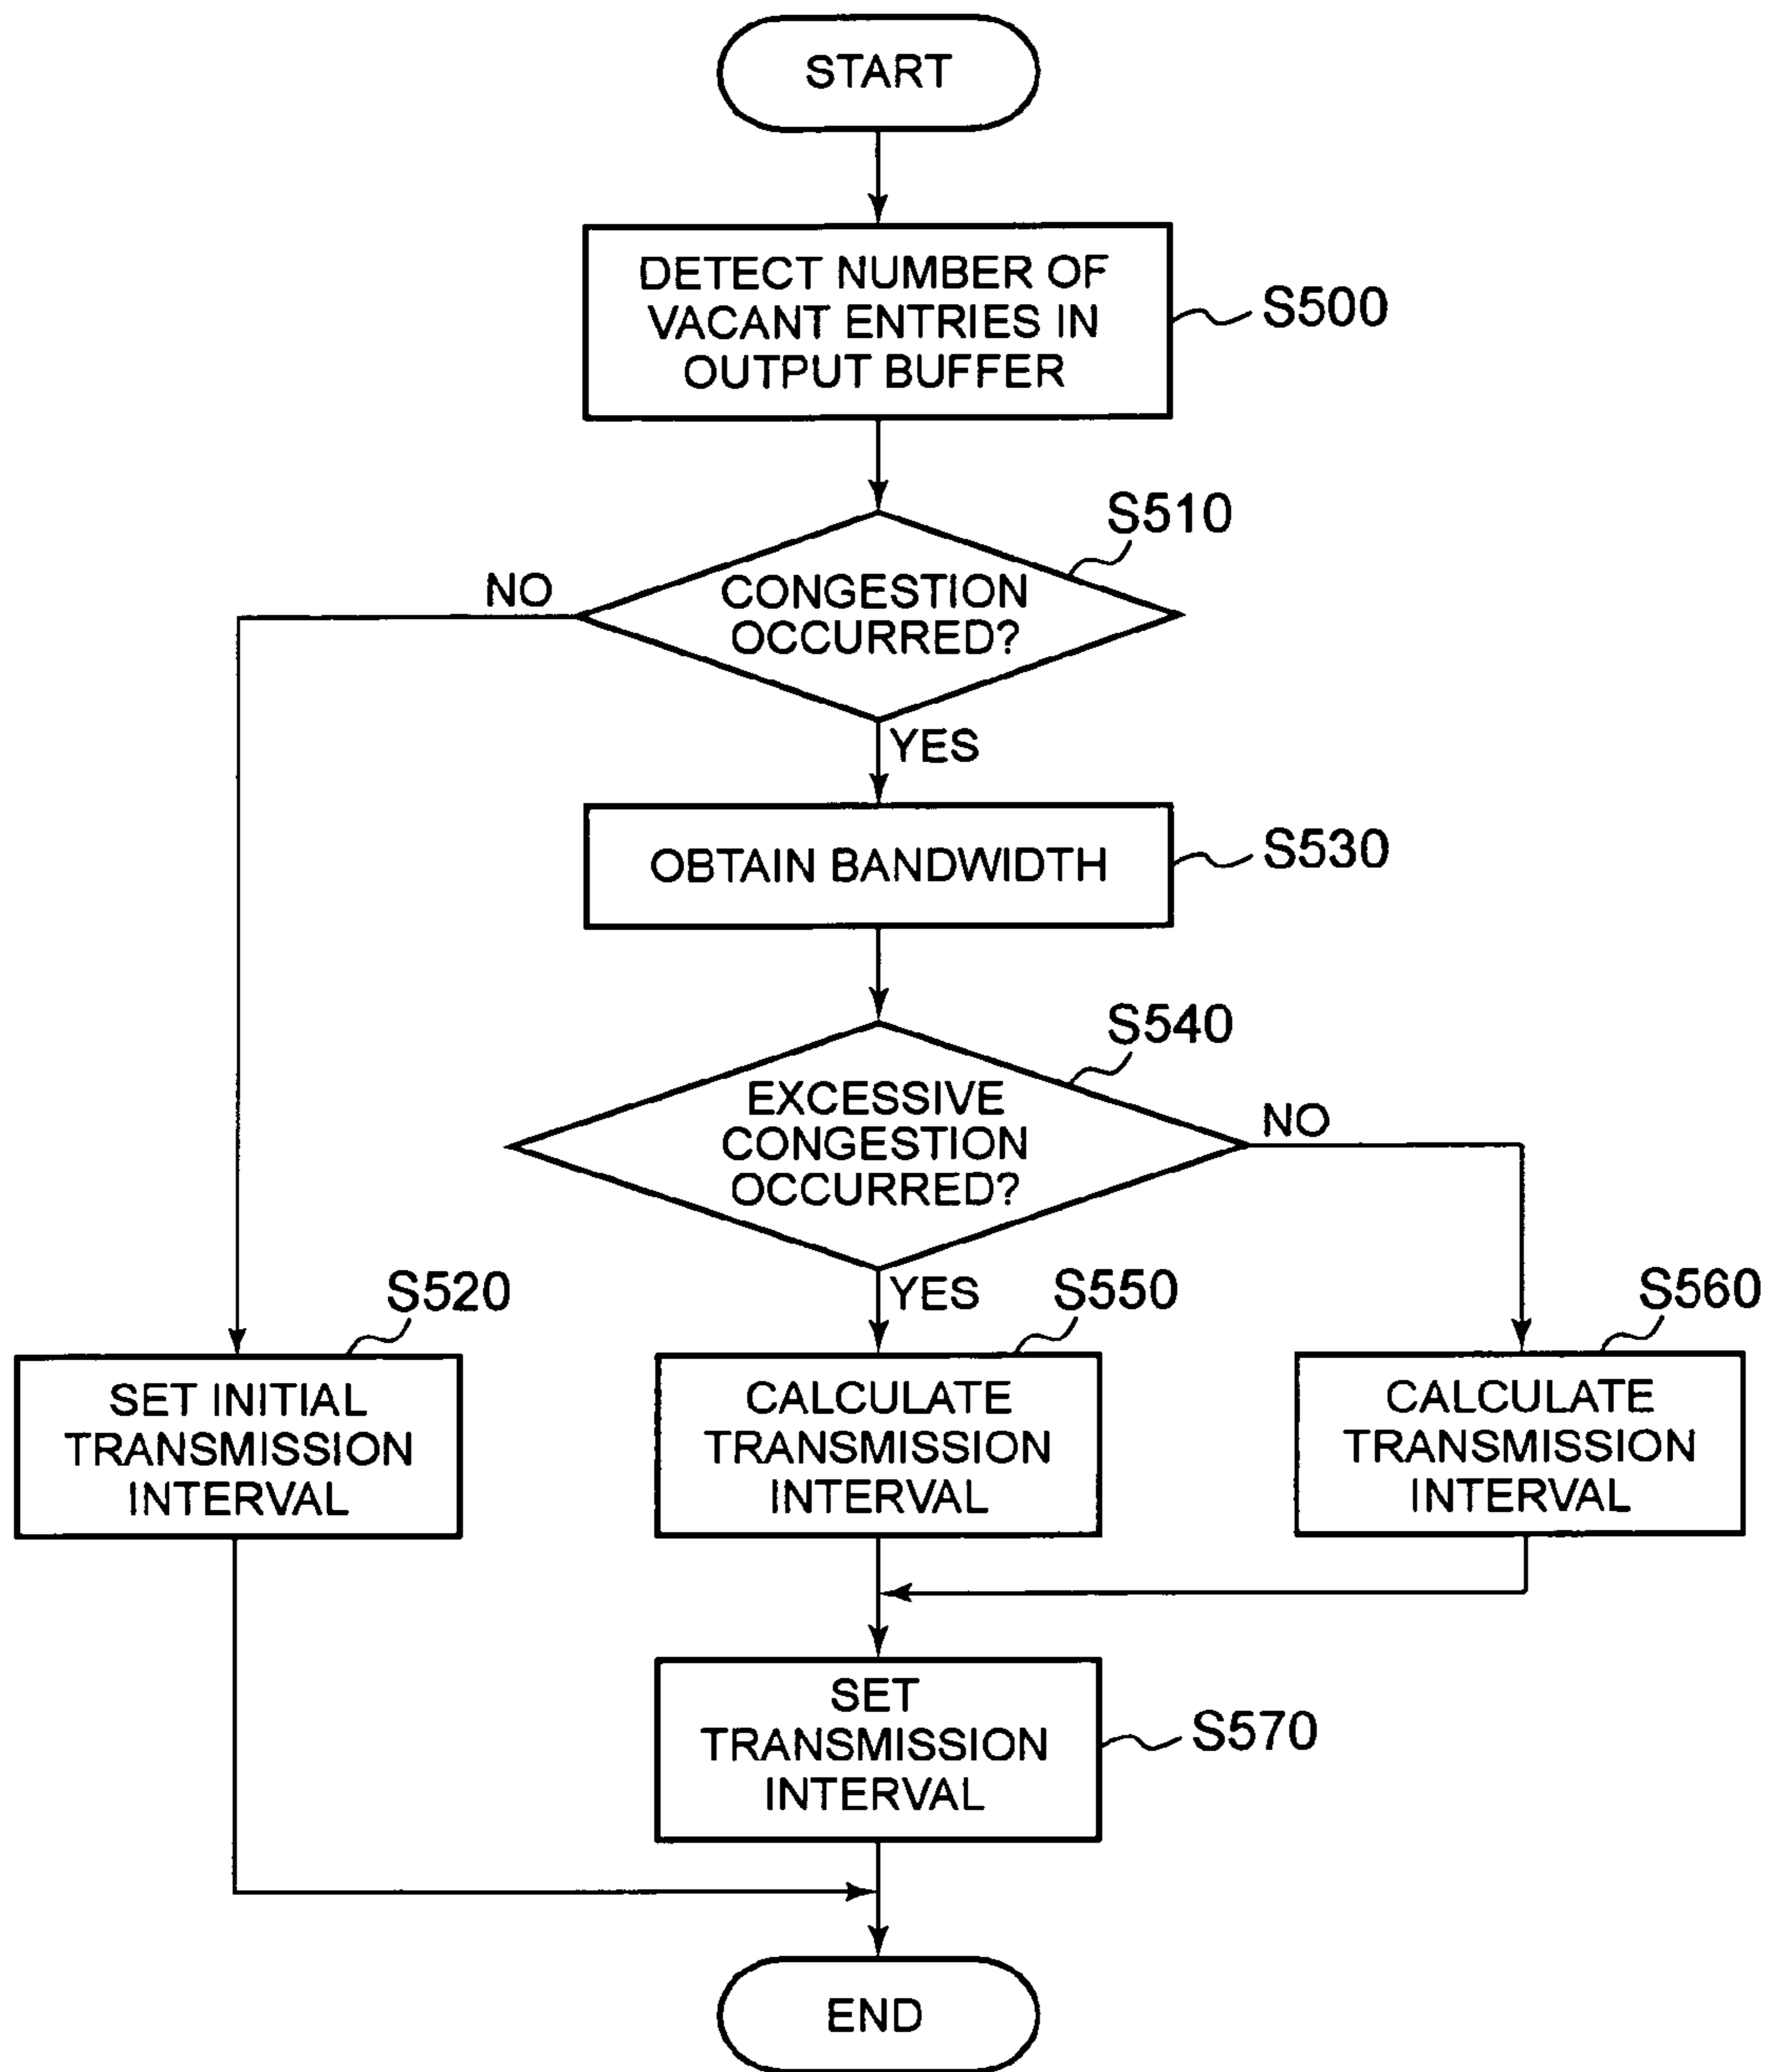 START
DETECT NUMBER OF
VACANT ENTRIES IN
OUTPUT BUFFER
S500
S510
CONGESTION
OCCURRED?
NO
YES
OBTAIN BANDWIDTH
S530
S540
EXCESSIVE
CONGESTION
OCCURRED?
NO
YES
S520
SET INITIAL
TRANSMISSION
INTERVAL
S550
CALCULATE
TRANSMISSION
INTERVAL
S560
CALCULATE
TRANSMISSION
INTERVAL
SET
TRANSMISSION
INTERVAL
S570
END